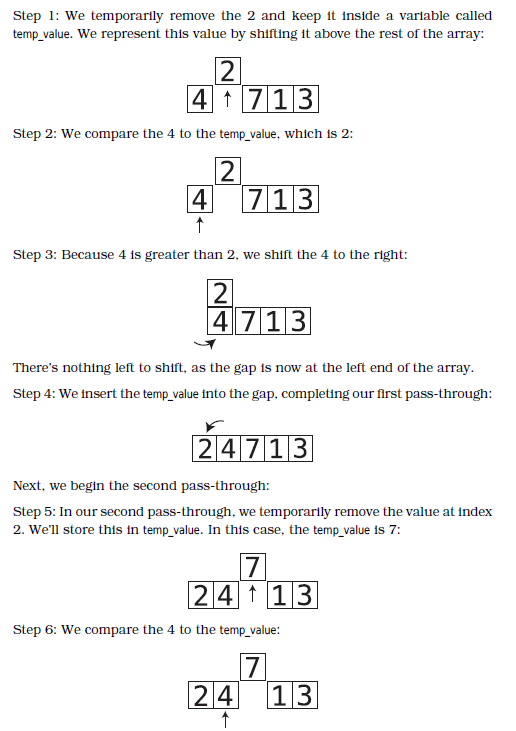 Step 1: We temporarily remove the 2 and keep it inside a variable called
temp_value. We represent this value by shifting it above the rest of the array:
2
4 ↑ 7 1 3
Step 2: We compare the 4 to the temp_value, which is 2:
2
4 7 1 3
↑
Step 3: Because 4 is greater than 2, we shift the 4 to the right:
2
4 7 1 3
There's nothing left to shift, as the gap is now at the left end of the array.
Step 4: We insert the temp_value into the gap, completing our first pass-through:
2 4 7 1 3
Next, we begin the second pass-through:
Step 5: In our second pass-through, we temporarily remove the value at index
2. We'll store this in temp_value. In this case, the temp_value is 7:
7
2 4 ↑ 1 3
Step 6: We compare the 4 to the temp_value:
7
2 4 1 3
↑